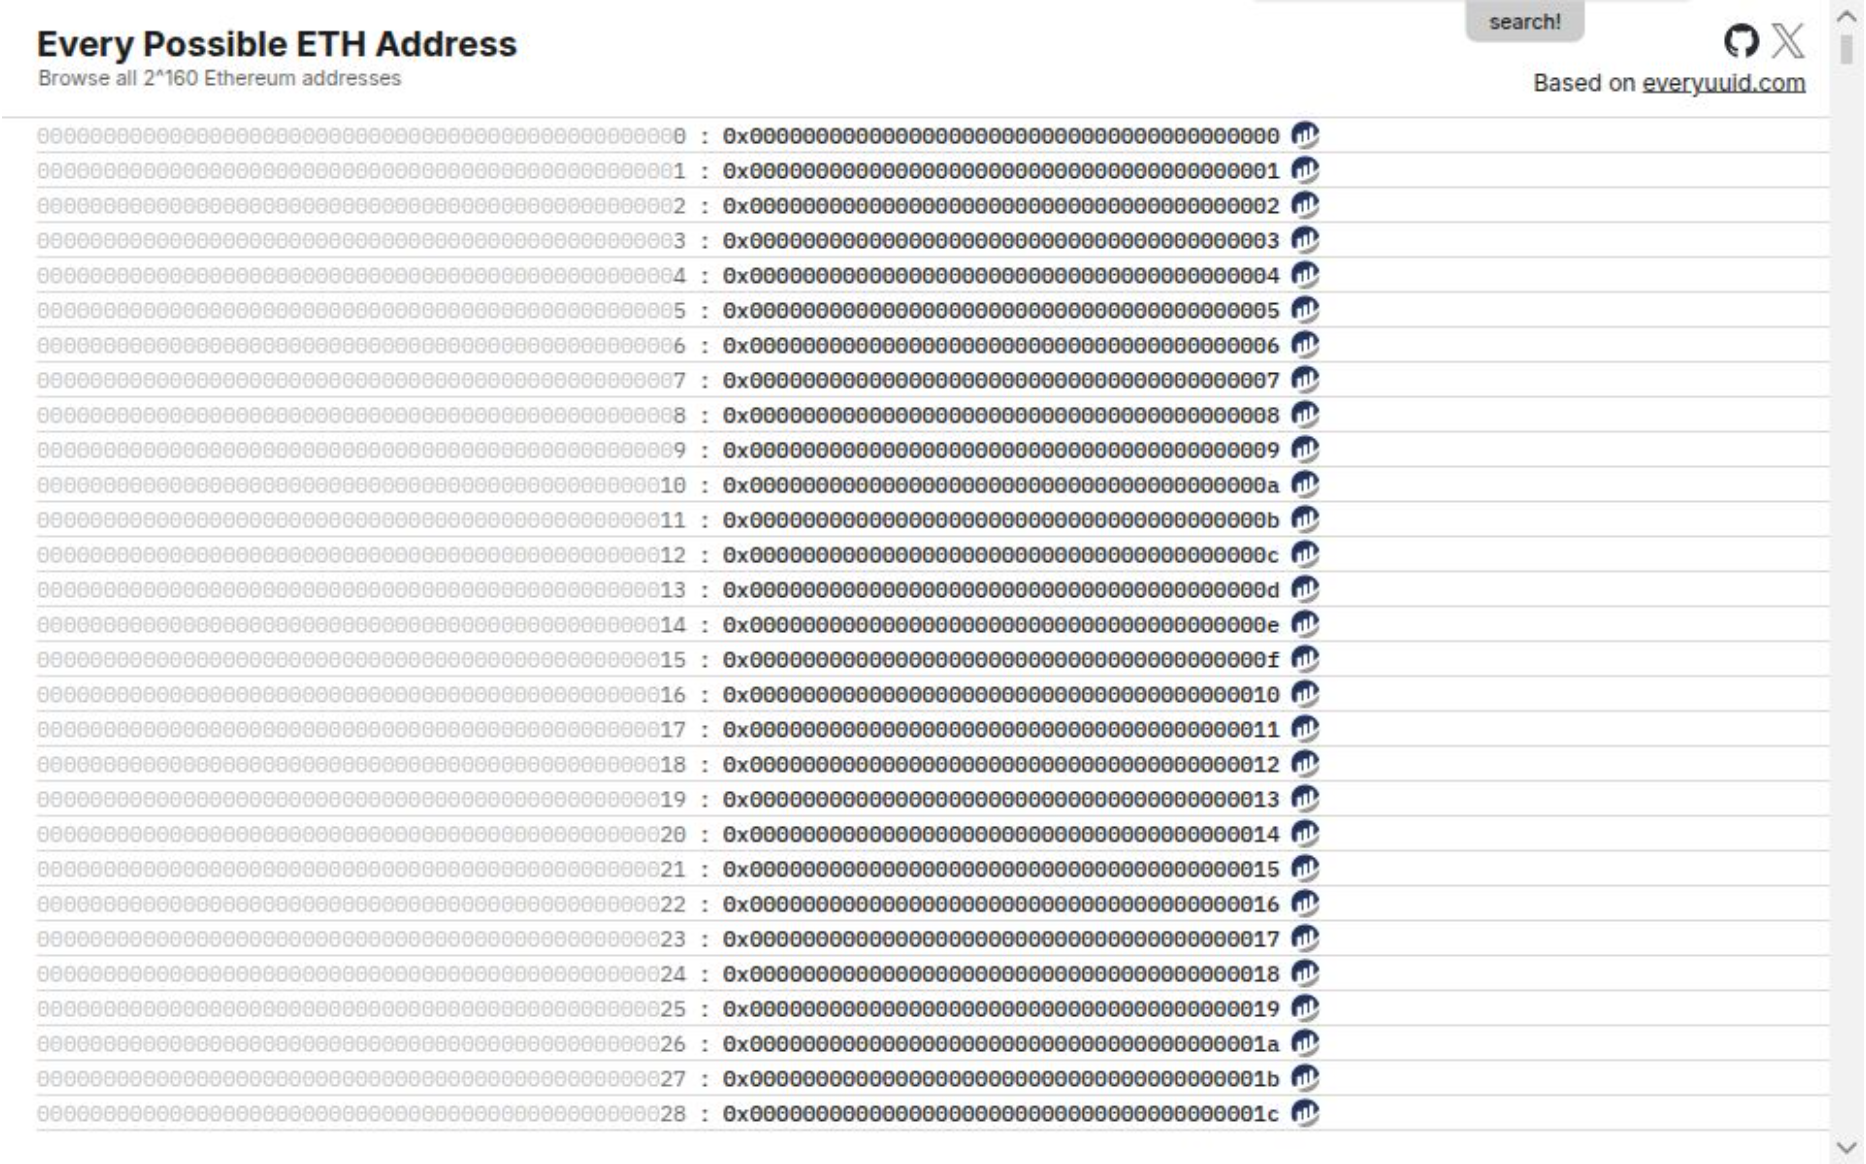 search!
Every Possible ETH Address
Browse all 2^160 Ethereum addresses
Based on everyuuid.com
0000000000000000000000000000000000000000000000000 : 0x0000000000000000000000000000000000000000
0000000000000000000000000000000000000000000000001 : 0x0000000000000000000000000000000000000001
0000000000000000000000000000000000000000000000002 : 0x0000000000000000000000000000000000000002
0000000000000000000000000000000000000000000000003 : 0x0000000000000000000000000000000000000003
0000000000000000000000000000000000000000000000004 : 0x0000000000000000000000000000000000000004
0000000000000000000000000000000000000000000000005 : 0x0000000000000000000000000000000000000005
0000000000000000000000000000000000000000000000006 : 0x0000000000000000000000000000000000000006
0000000000000000000000000000000000000000000000007 : 0x0000000000000000000000000000000000000007
0000000000000000000000000000000000000000000000008 : 0x0000000000000000000000000000000000000008
0000000000000000000000000000000000000000000000009 : 0x0000000000000000000000000000000000000009
0000000000000000000000000000000000000000000000010 : 0x000000000000000000000000000000000000000a
0000000000000000000000000000000000000000000000011 : 0x000000000000000000000000000000000000000b
0000000000000000000000000000000000000000000000012 : 0x000000000000000000000000000000000000000c
0000000000000000000000000000000000000000000000013 : 0x000000000000000000000000000000000000000d
0000000000000000000000000000000000000000000000014 : 0x000000000000000000000000000000000000000e
0000000000000000000000000000000000000000000000015 : 0x000000000000000000000000000000000000000f
0000000000000000000000000000000000000000000000016 : 0x0000000000000000000000000000000000000010
0000000000000000000000000000000000000000000000017 : 0x0000000000000000000000000000000000000011
0000000000000000000000000000000000000000000000018 : 0x0000000000000000000000000000000000000012
0000000000000000000000000000000000000000000000019 : 0x0000000000000000000000000000000000000013
0000000000000000000000000000000000000000000000020 : 0x0000000000000000000000000000000000000014
0000000000000000000000000000000000000000000000021 : 0x0000000000000000000000000000000000000015
0000000000000000000000000000000000000000000000022 : 0x0000000000000000000000000000000000000016
0000000000000000000000000000000000000000000000023 : 0x0000000000000000000000000000000000000017
0000000000000000000000000000000000000000000000024 : 0x0000000000000000000000000000000000000018
0000000000000000000000000000000000000000000000025 : 0x0000000000000000000000000000000000000019
0000000000000000000000000000000000000000000000026 : 0x000000000000000000000000000000000000001a
0000000000000000000000000000000000000000000000027 : 0x000000000000000000000000000000000000001b
0000000000000000000000000000000000000000000000028 : 0x000000000000000000000000000000000000001c